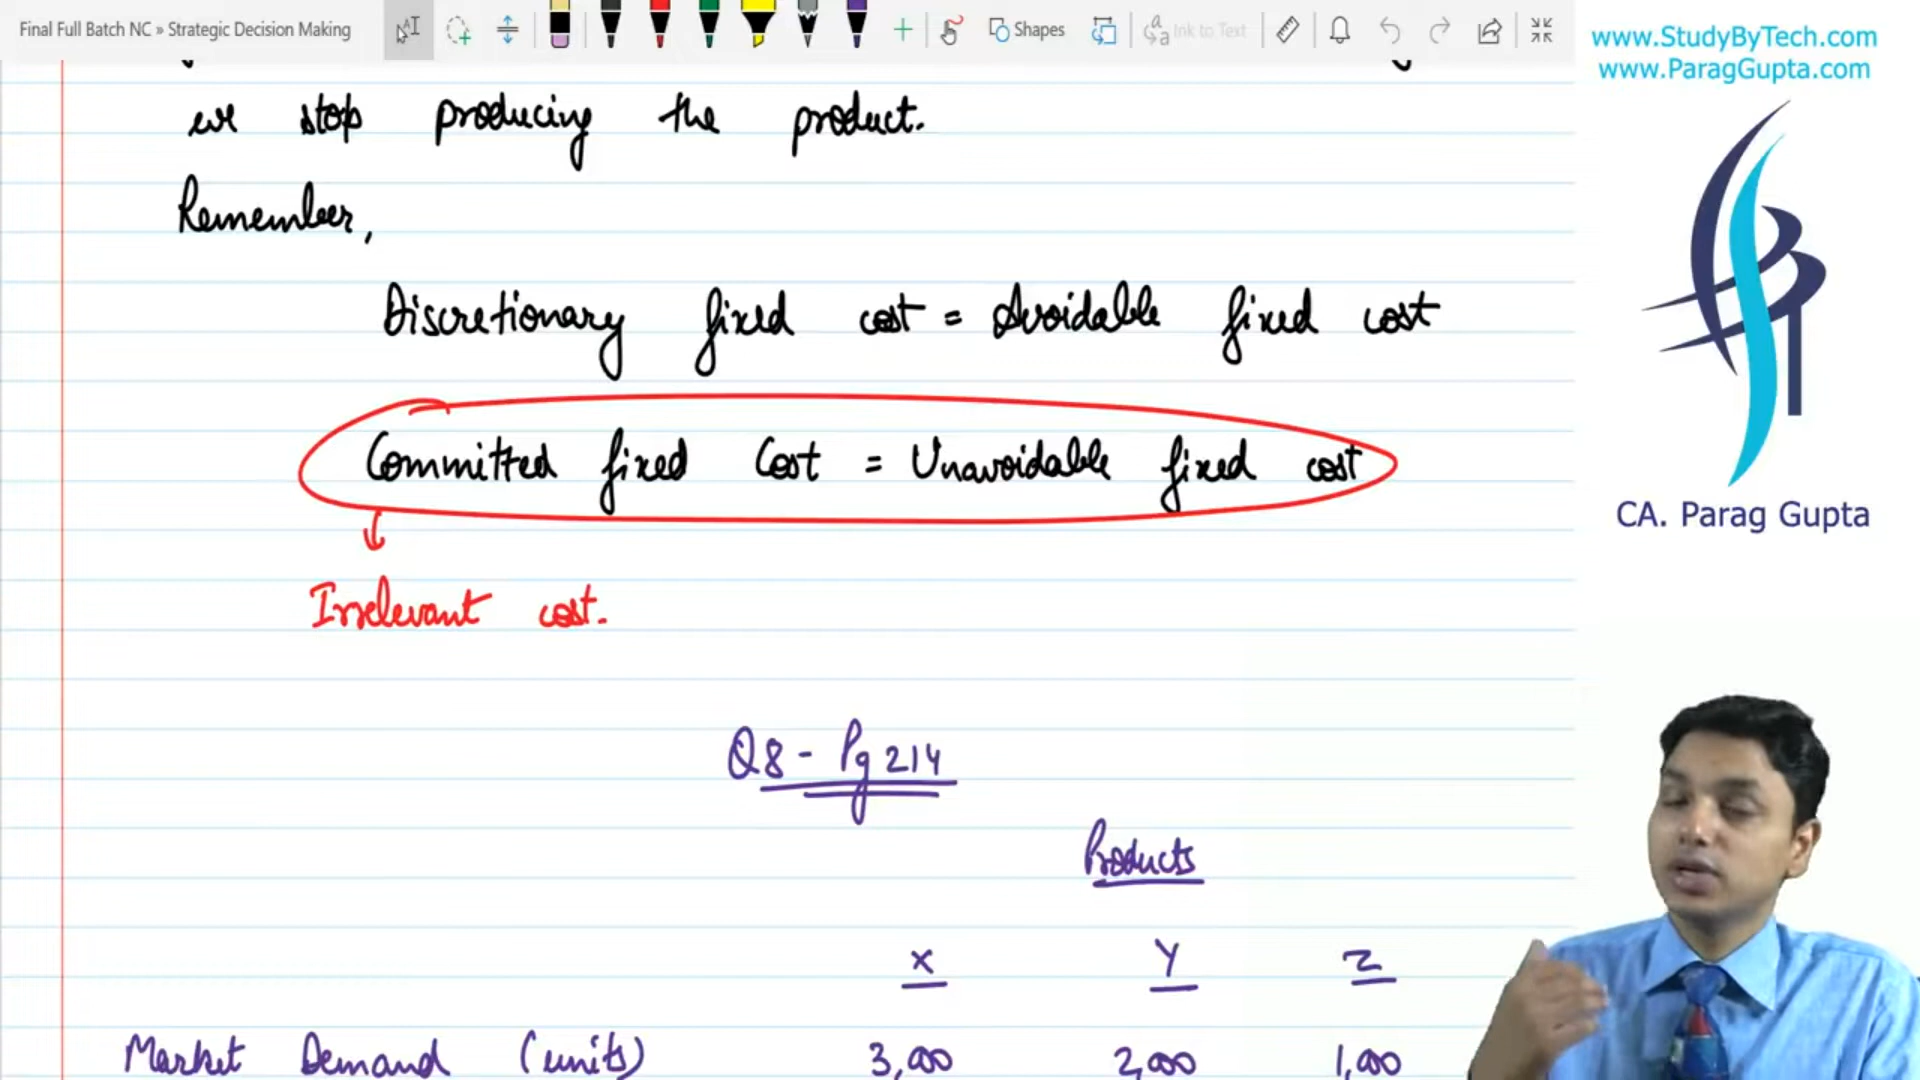 Final Full Batch NC » Strategic Decision Making
Shapes
Ink to Text
www.StudyByTech.com
www.ParagGupta.com
we stop producing the product.
Remember,
Discretionary fixed cost = Avoidable fixed cost
Committed fixed Cost = Unavoidable fixed cost
Irrelevant cost.
CA. Parag Gupta
Q8 - Pg 214
Products
X Y Z
Market Demand (units) 3,000 2,000 1,000